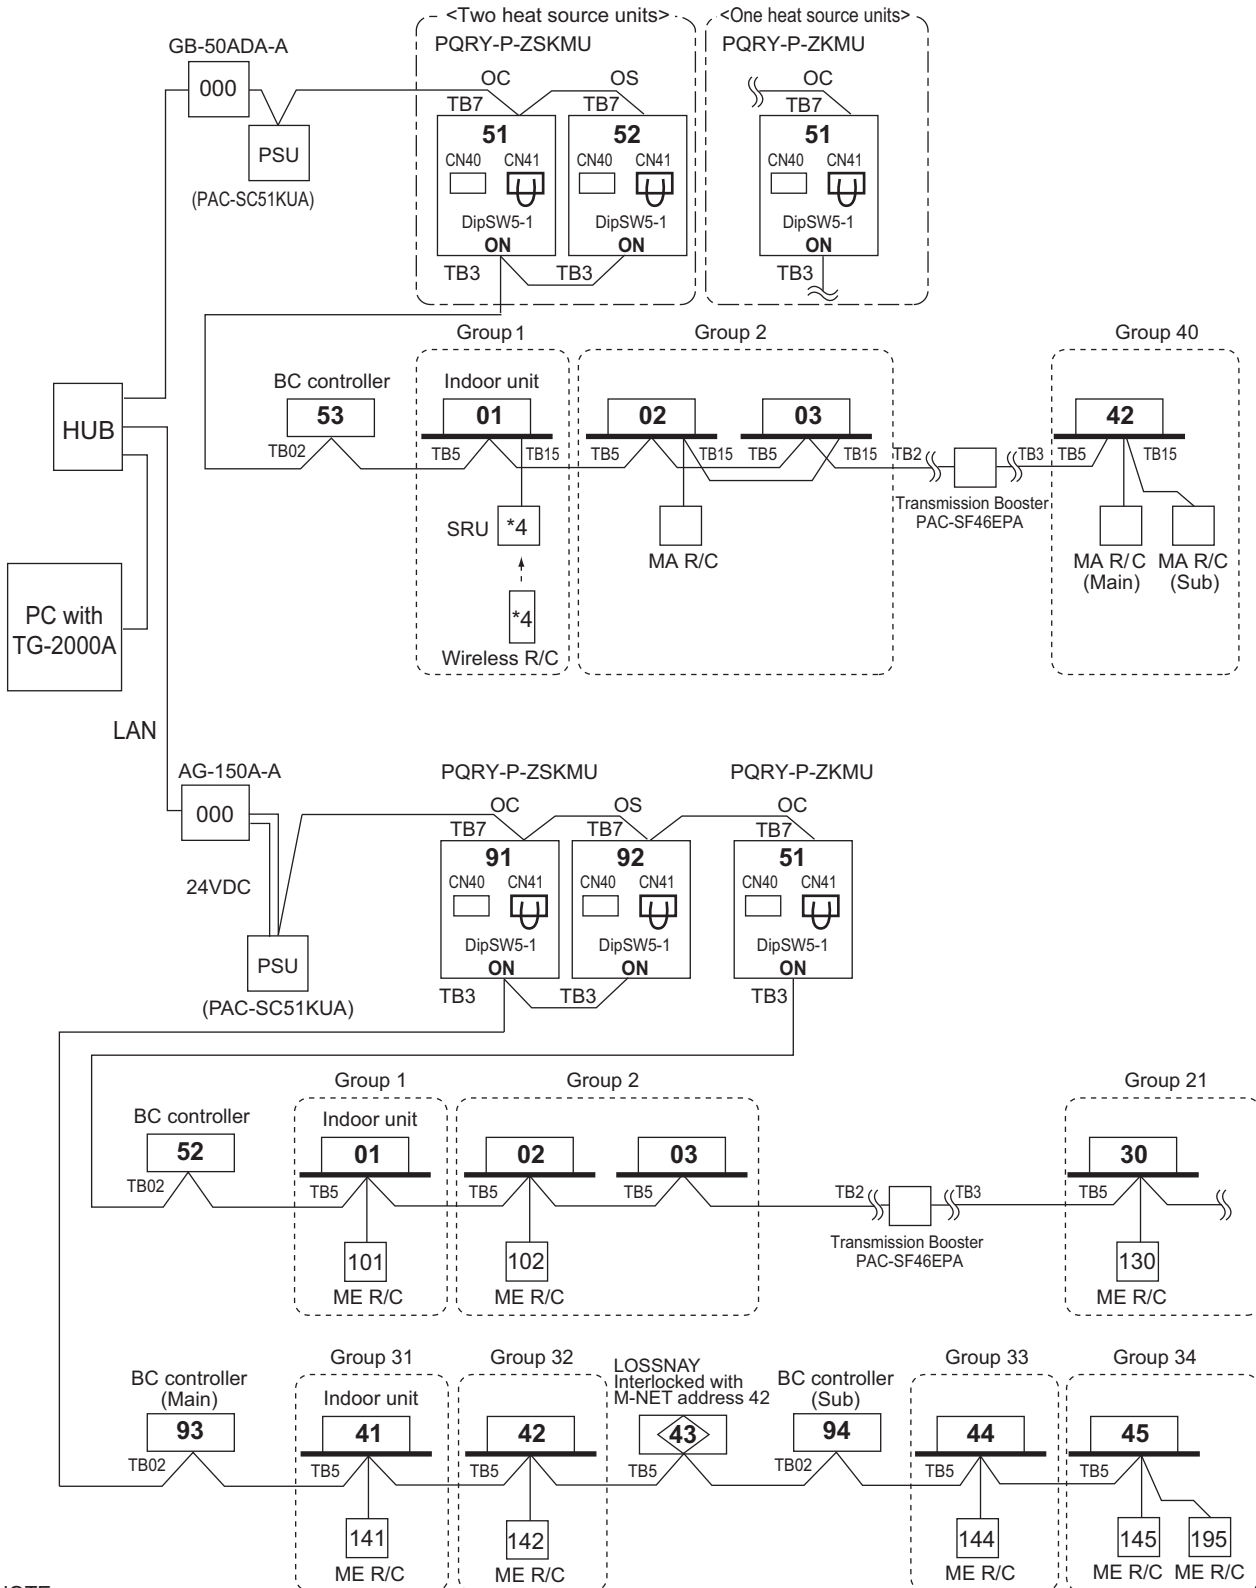 <Two heat source units>
<One heat source units>
GB-50ADA-A
PQRY-P-ZSKMU
PQRY-P-ZKMU
000
OC
OS
OC
TB7
TB7
TB7
51
52
51
CN40 CN41
CN40 CN41
CN40 CN41
PSU
(PAC-SC51KUA)
DipSW5-1
DipSW5-1
DipSW5-1
ON
ON
ON
TB3
TB3
TB3
Group 1
Group 2
Group 40
BC controller
Indoor unit
HUB
53
01
02
03
42
TB02
TB5
TB15
TB5
TB15
TB5
TB15
TB2
TB3
TB5
TB15
Transmission Booster
PAC-SF46EPA
SRU
*4
MA R/C
MA R/C
(Main)
MA R/C
(Sub)
*4
Wireless R/C
PC with
TG-2000A
LAN
AG-150A-A
PQRY-P-ZSKMU
PQRY-P-ZKMU
000
OC
OS
OC
TB7
TB7
TB7
91
92
51
24VDC
CN40 CN41
CN40 CN41
CN40 CN41
DipSW5-1
DipSW5-1
DipSW5-1
PSU
ON
ON
ON
(PAC-SC51KUA)
TB3
TB3
TB3
Group 1
Group 2
Group 21
BC controller
Indoor unit
52
01
02
03
30
TB02
TB5
TB5
TB5
TB2
TB3
TB5
Transmission Booster
PAC-SF46EPA
101
102
130
ME R/C
ME R/C
ME R/C
Group 31
Group 32
LOSSNAY
Interlocked with
M-NET address 42
Group 33
Group 34
BC controller
(Main)
Indoor unit
BC controller
(Sub)
93
41
42
43
94
44
45
TB02
TB5
TB5
TB5
TB02
TB5
TB5
141
142
144
145
195
ME R/C
ME R/C
ME R/C
ME R/C
ME R/C